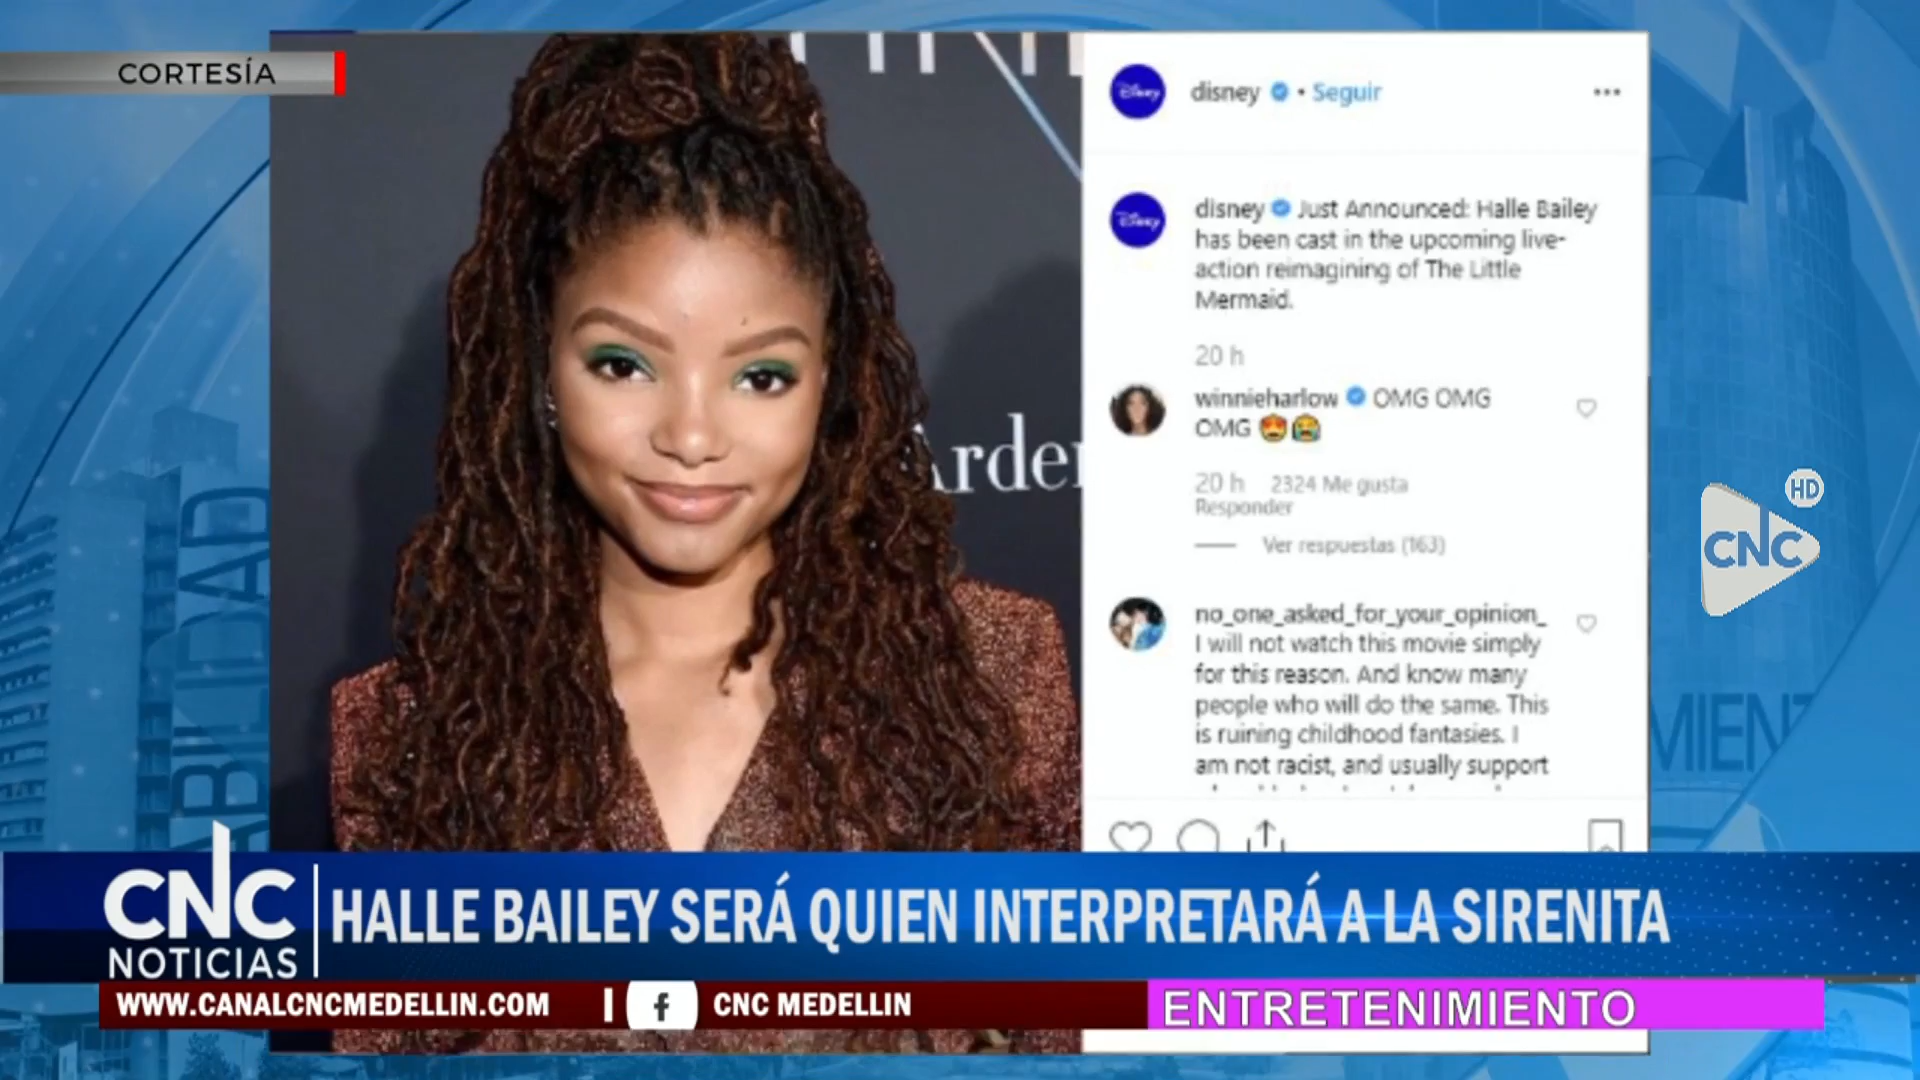 CORTESÍA
Arden
disney • Seguir
disney Just Announced: Halle Bailey
has been cast in the upcoming live-
action reimagining of The Little
Mermaid.
20 h
winnieharlow OMG OMG
OMG
20 h 2324 Me gusta
Responder
Ver respuestas (163)
no_one_asked_for_your_opinion_
I will not watch this movie simply
for this reason. And know many
people who will do the same. This
is ruining childhood fantasies. I
am not racist, and usually support
HD
CNC
ABILIDAD
MIENT
CNC
NOTICIAS
HALLE BAILEY SERÁ QUIEN INTERPRETARÁ A LA SIRENITA
WWW.CANALCNCMEDELLIN.COM | f CNC MEDELLIN
ENTRETENIMIENTO